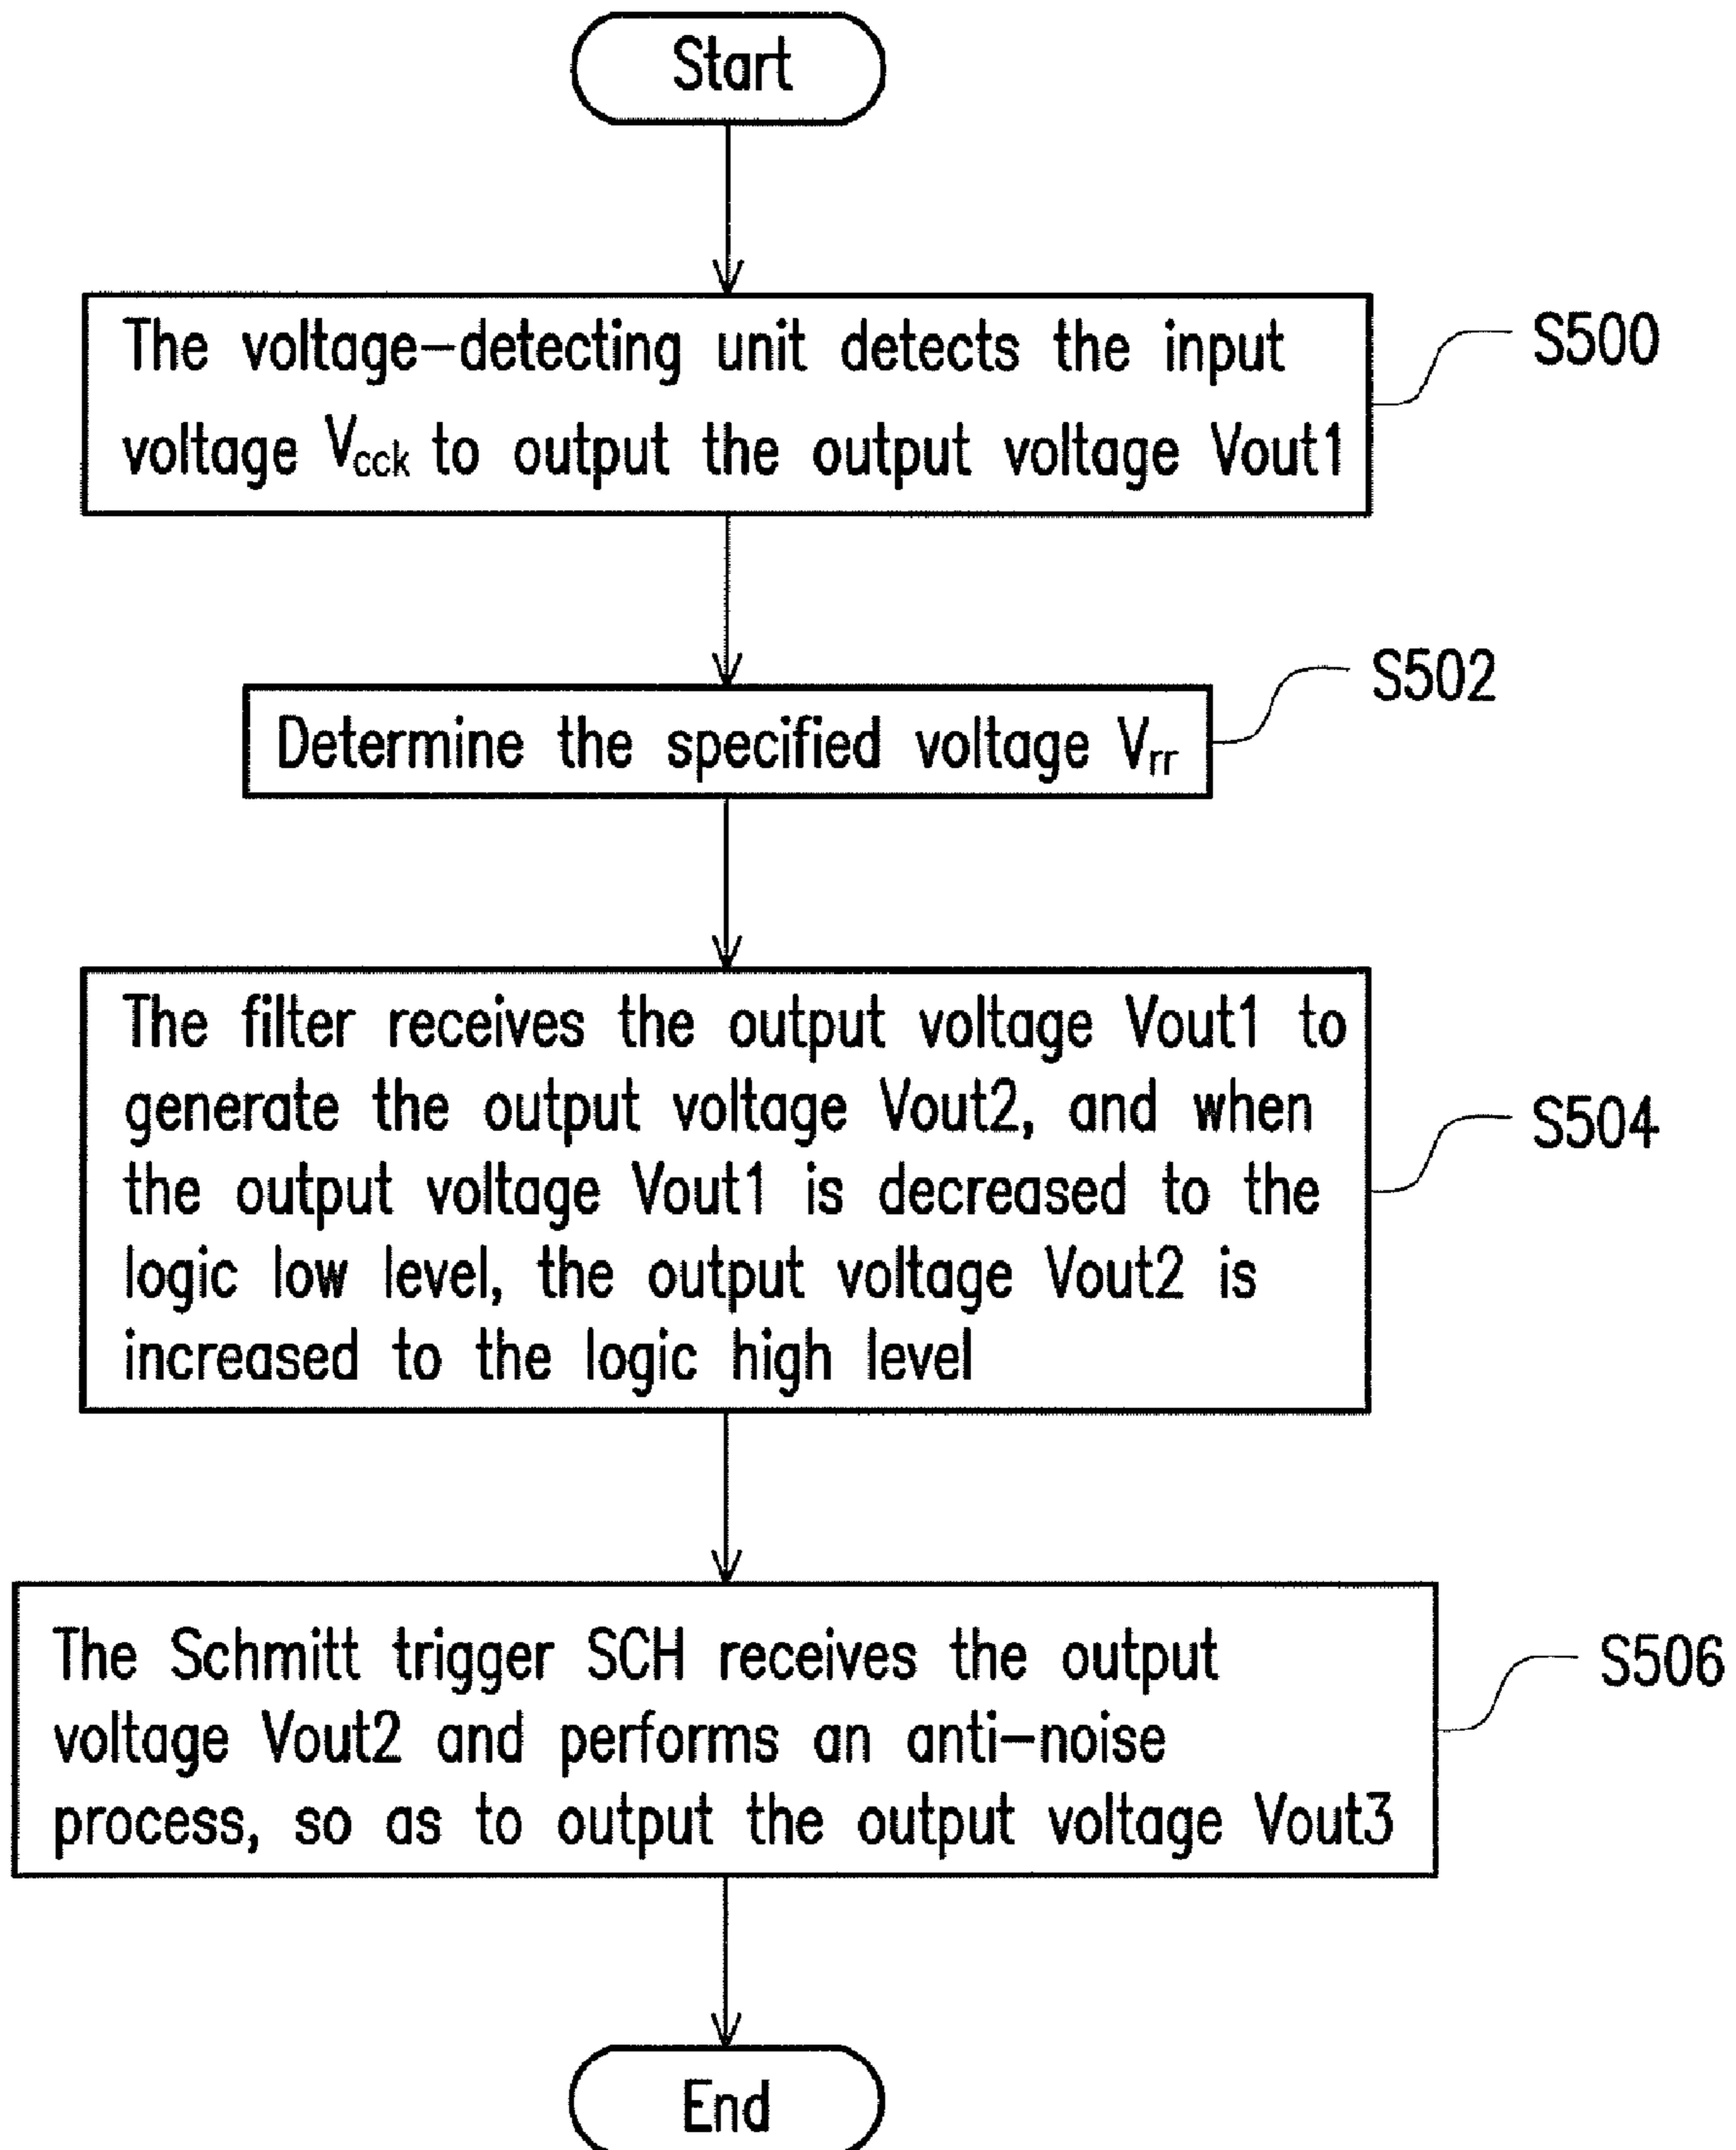 Start
The voltage-detecting unit detects the input
voltage Vcck to output the output voltage Vout1
S500
Determine the specified voltage Vrr
S502
The filter receives the output voltage Vout1 to
generate the output voltage Vout2, and when
the output voltage Vout1 is decreased to the
logic low level, the output voltage Vout2 is
increased to the logic high level
S504
The Schmitt trigger SCH receives the output
voltage Vout2 and performs an anti-noise
process, so as to output the output voltage Vout3
S506
End